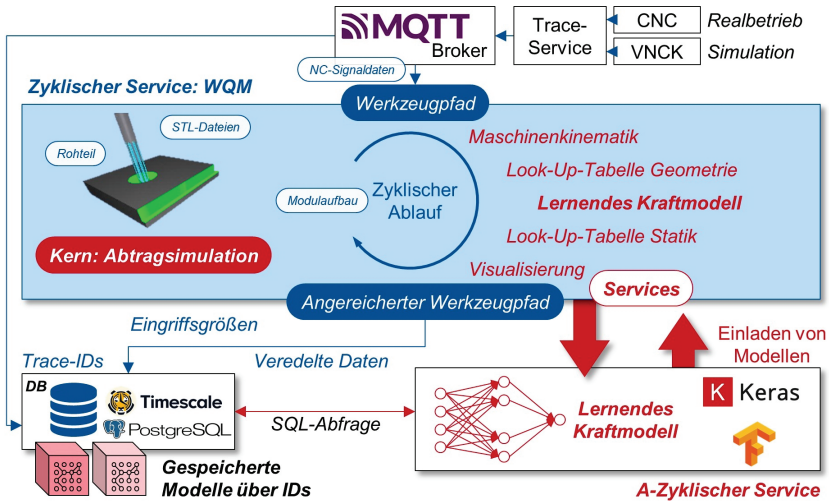 MQTT
Broker
Trace-
Service
CNC
Realbetrieb
VNCK
Simulation
NC-Signaldaten
Zyklischer Service: WQM
Werkzeugpfad
STL-Dateien
Rohteil
Kern: Abtragsimulation
Modulaufbau
Zyklischer
Ablauf
Maschinenkinematik
Look-Up-Tabelle Geometrie
Lernendes Kraftmodell
Look-Up-Tabelle Statik
Visualisierung
Services
Angereicherter Werkzeugpfad
Eingriffsgrößen
Trace-IDs
Veredelte Daten
Einladen von
Modellen
DB
Timescale
PostgreSQL
SQL-Abfrage
Lernendes
Kraftmodell
K Keras
Gespeicherte
Modelle über IDs
A-Zyklischer Service